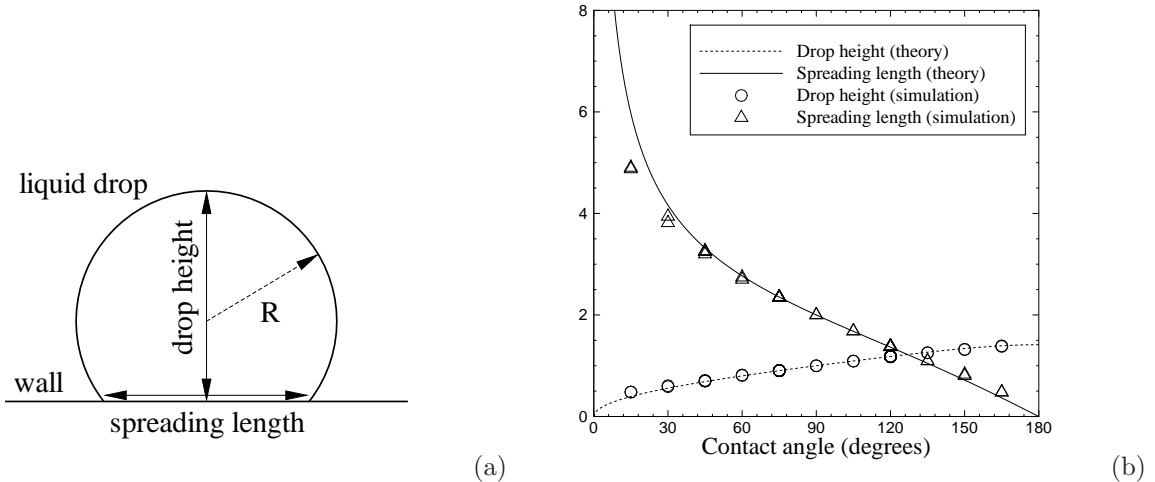 liquid drop
drop height
R
wall
spreading length
(a)
8
6
4
2
0
0 30 60 90 120 150 180
Contact angle (degrees)
Drop height (theory)
Spreading length (theory)
Drop height (simulation)
Spreading length (simulation)
(b)